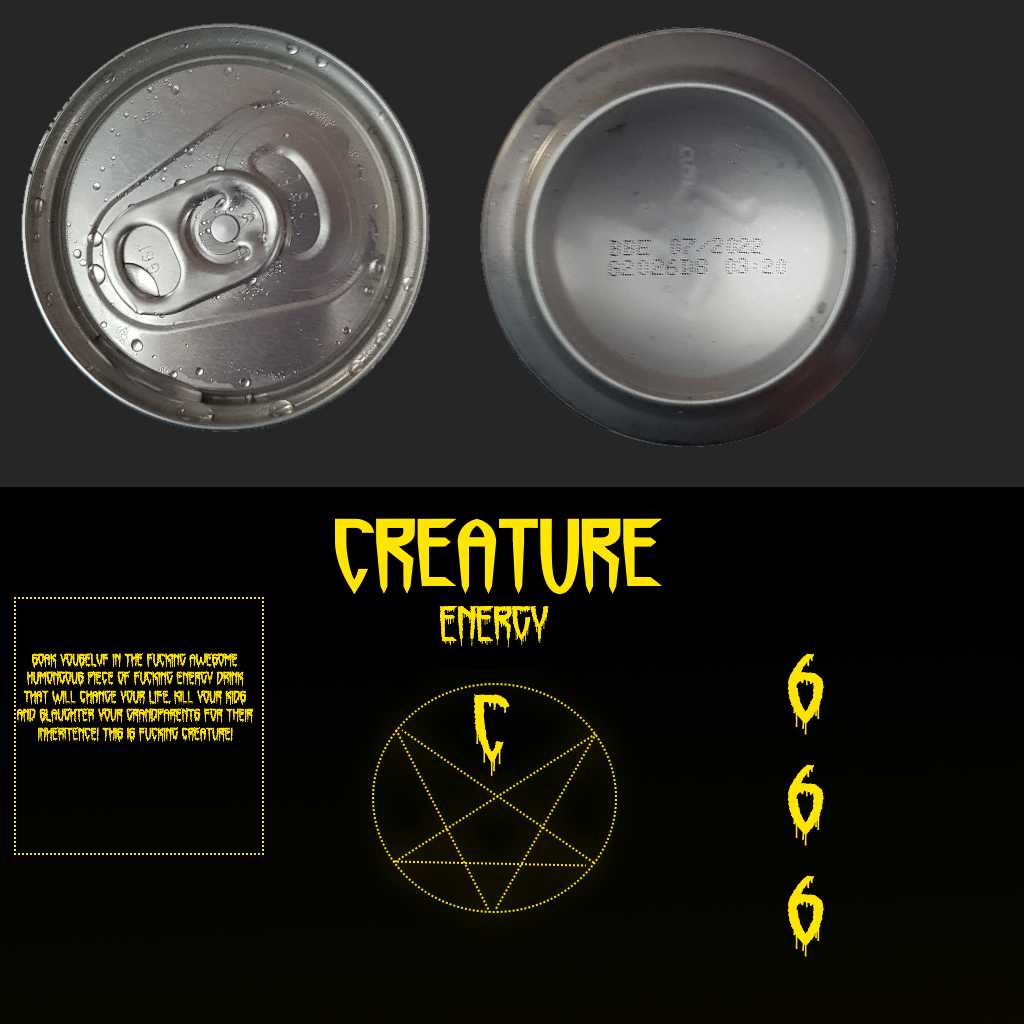 BBE 07/2022
03:20
CREATURE
ENERGY
SOAK YOUSELVF IN THE FUCKING AWESOME
HUMONGOUS PIECE OF FUCKING ENERGY DRINK
THAT WILL CHANGE YOUR LIFE. KILL YOUR KIDS
AND SLAUGHTER YOUR GRANDPARENTS FOR THEIR
INHERITENCE! THIS IS FUCKING CREATURE!
C
6
6
6